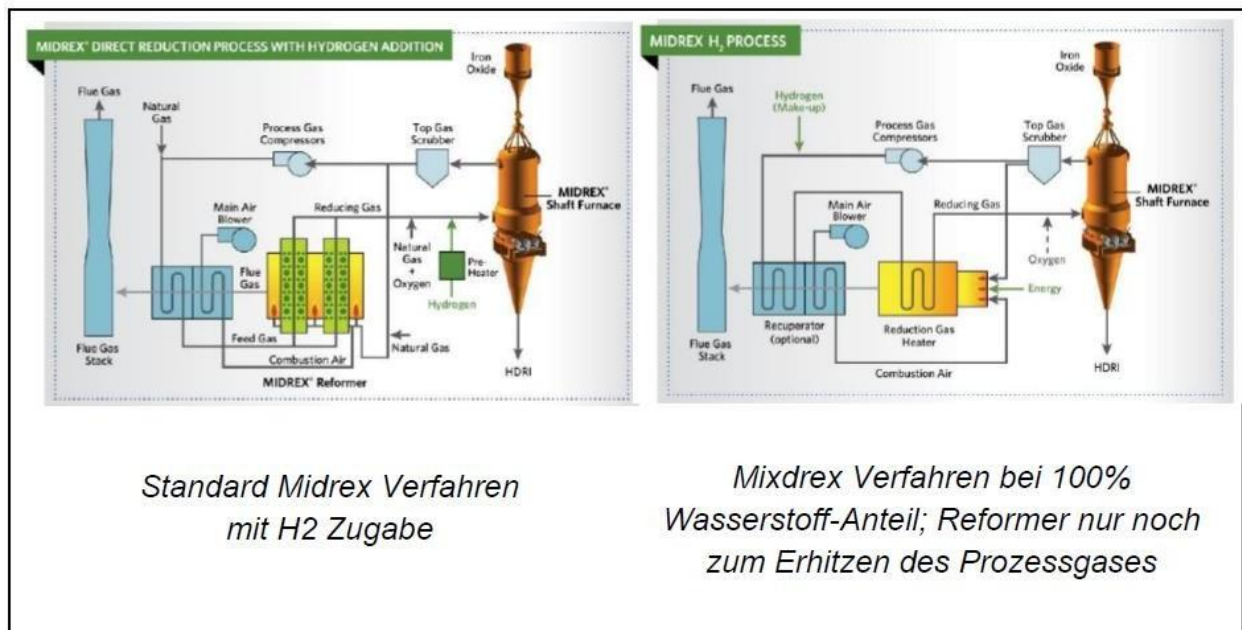 MIDREX® DIRECT REDUCTION PROCESS WITH HYDROGEN ADDITION
Iron
Oxide
Flue Gas
Natural
Gas
Process Gas
Compressors
Top Gas
Scrubber
MIDREX®
Shaft Furnace
Main Air
Blower
Reducing Gas
Natural
Gas
+
Oxygen
Pre-
Heater
Hydrogen
Flue
Gas
Feed Gas
Combustion Air
Natural Gas
Flue Gas
Stack
MIDREX® Reformer
HDRI
MIDREX H₂ PROCESS
Iron
Oxide
Flue Gas
Hydrogen
(Make-up)
Process Gas
Compressors
Top Gas
Scrubber
MIDREX®
Shaft Furnace
Main Air
Blower
Reducing Gas
Oxygen
Energy
Recuperator
(optional)
Reduction Gas
Heater
Flue Gas
Stack
Combustion Air
HDRI
Standard Midrex Verfahren
mit H2 Zugabe
Mixdrex Verfahren bei 100%
Wasserstoff-Anteil; Reformer nur noch
zum Erhitzen des Prozessgases